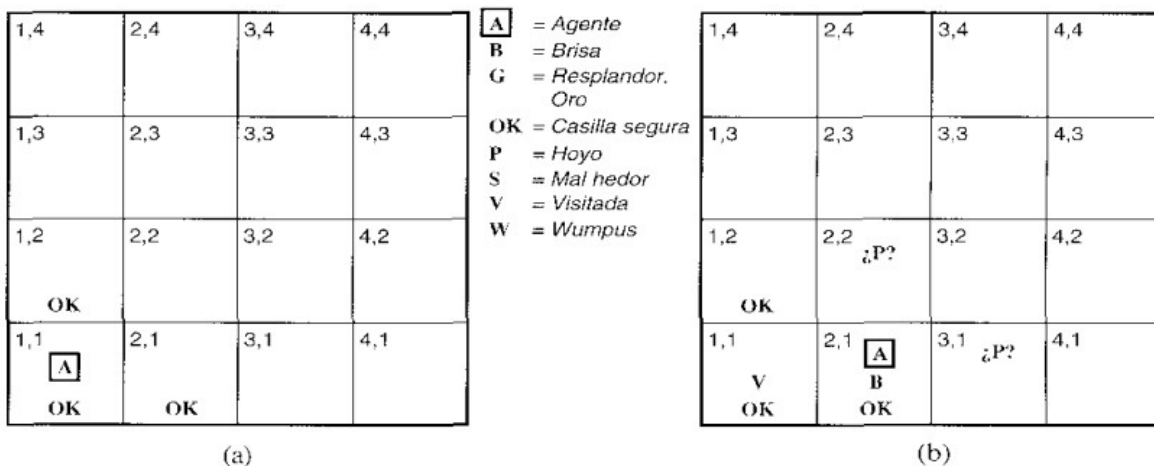 1,4 2,4 3,4 4,4
1,3 2,3 3,3 4,3
1,2 2,2 3,2 4,2
OK
1,1 2,1 3,1 4,1
A
OK OK
(a)
A = Agente
B = Brisa
G = Resplandor,
Oro
OK = Casilla segura
P = Hoyo
S = Mal hedor
V = Visitada
W = Wumpus
1,4 2,4 3,4 4,4
1,3 2,3 3,3 4,3
1,2 2,2 3,2 4,2
¿P?
OK
1,1 2,1 A 3,1 ¿P? 4,1
V B
OK OK
(b)